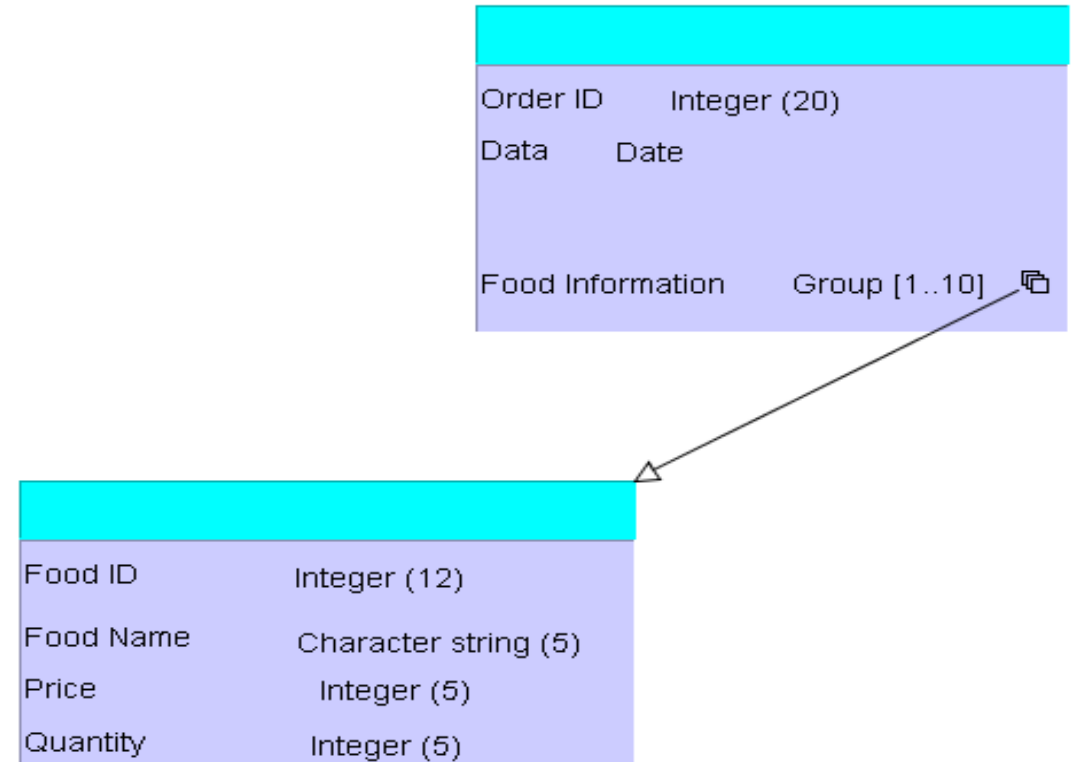 Order ID Integer (20)
Data Date
Food Information Group [1..10]
Food ID Integer (12)
Food Name Character string (5)
Price Integer (5)
Quantity Integer (5)